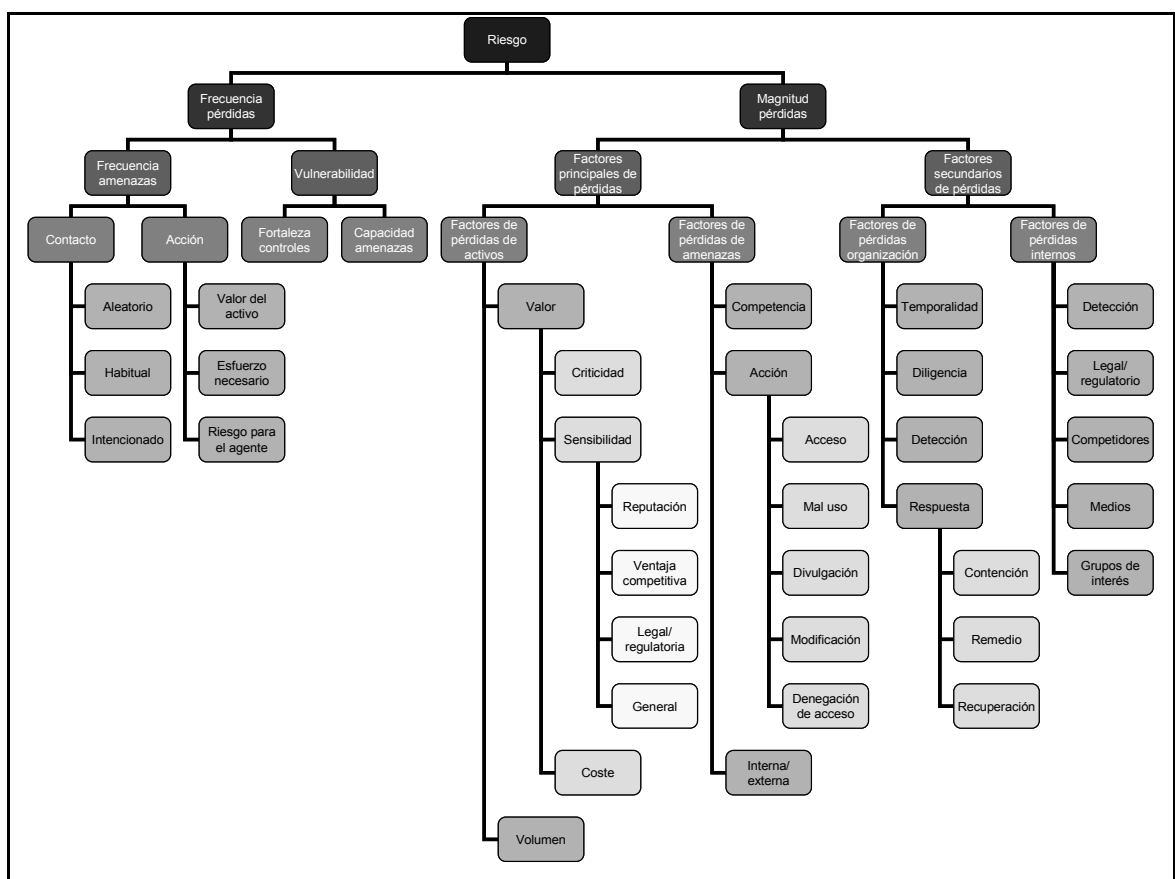 Riesgo
Frecuencia
pérdidas
Magnitud
pérdidas
Frecuencia
amenazas
Vulnerabilidad
Factores
principales de
pérdidas
Factores
secundarios
de pérdidas
Contacto
Acción
Fortaleza
controles
Capacidad
amenazas
Factores de
pérdidas de
activos
Factores de
pérdidas de
amenazas
Factores de
pérdidas
organización
Factores de
pérdidas
internos
Aleatorio
Valor del
activo
Valor
Competencia
Temporalidad
Detección
Habitual
Esfuerzo
necesario
Criticidad
Acción
Diligencia
Legal/
regulatorio
Intencionado
Riesgo para
el agente
Sensibilidad
Acceso
Detección
Competidores
Reputación
Mal uso
Respuesta
Medios
Ventaja
competitiva
Divulgación
Contención
Grupos de
interés
Legal/
regulatoria
Modificación
Remedio
General
Denegación
de acceso
Recuperación
Coste
Interna/
externa
Volumen